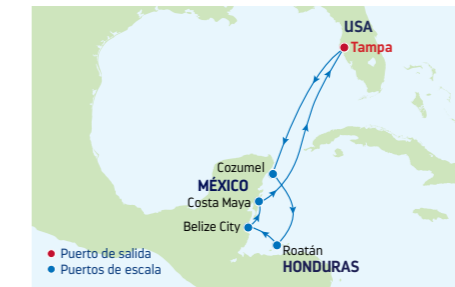 USA
Tampa
Cozumel
MÉXICO
Costa Maya
Belize City
Roatán
HONDURAS
Puerto de salida
Puertos de escala